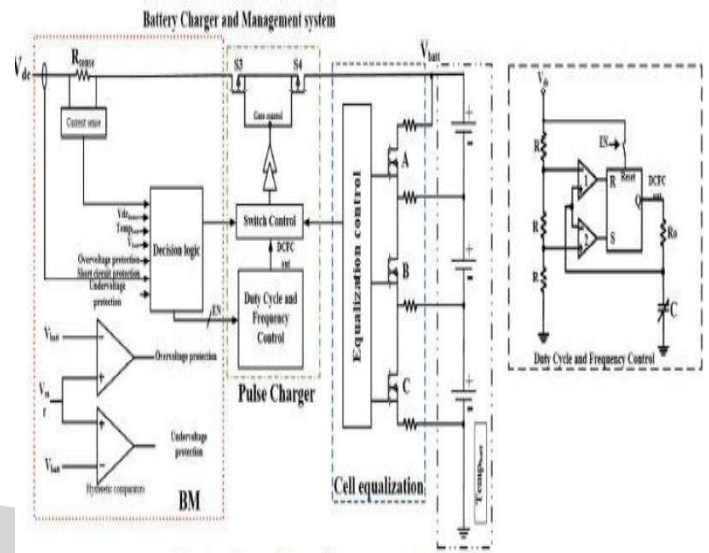 Battery Charger and Management system
Vdc
Rsense
S3
S4
Vbatt
Current sense
Gate control
Switch Control
DCFC
out
Decision logic
Temp
Overvoltage protection
Short circuit protection
Undervoltage
protection
EN
Duty Cycle and
Frequency
Control
Pulse Charger
Vbatt
Overvoltage protection
Vbatt
Undervoltage
protection
Hysteretic comparators
BM
Equalization control
A
B
C
Cell equalization
R
R
R
1
2
EN
Reset
R
Q
S
DCFC
out
Ro
C
Duty Cycle and Frequency Control